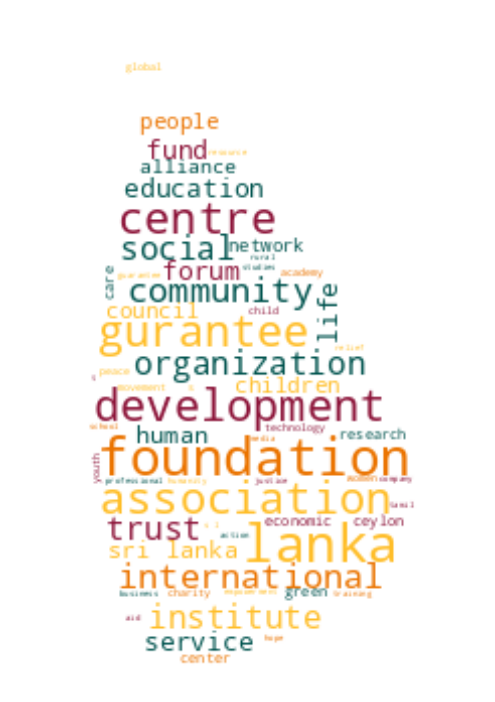 global
people
fund resource
alliance
education
centre
social network
rural
forum studies
guarantee academy
care community
life
council child
gurantee
relief
organization
peace
movement children
development
school technology
human research
media
foundation
youth
professional humanity justice women company
association
tamil
trust economic ceylon
action
lanka
sri lanka
international
business charity empowerment green training
aid institute
service hope
center